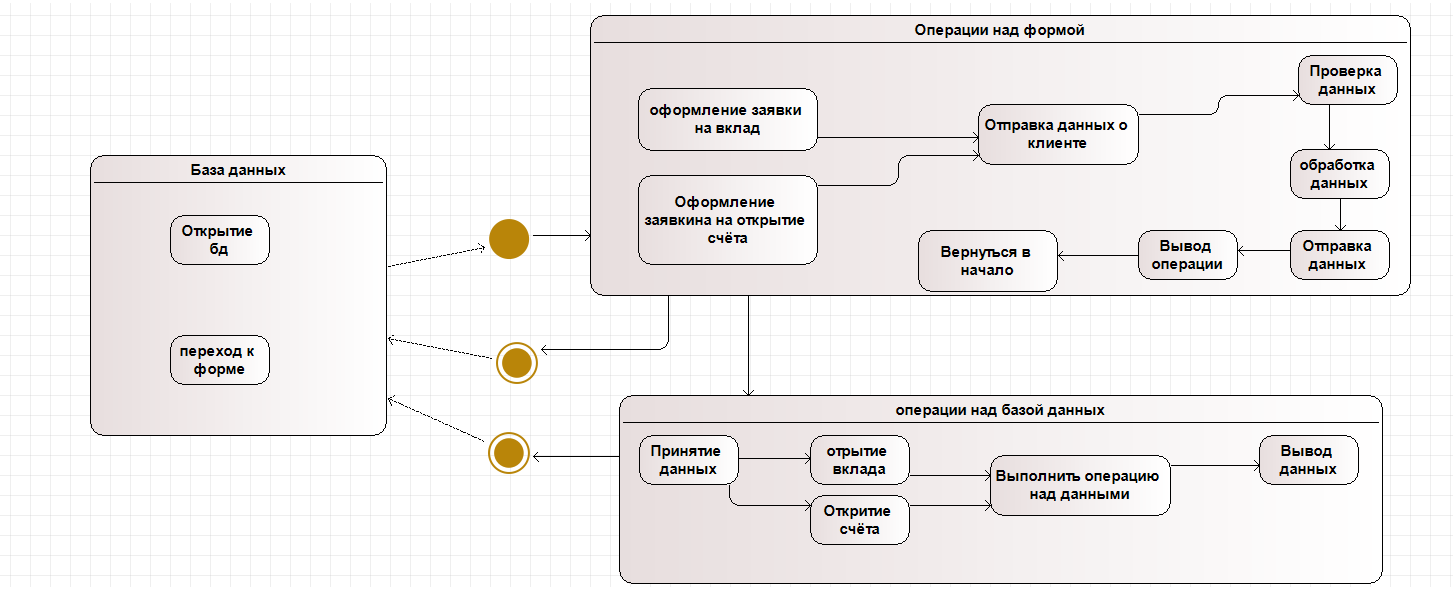 База данных
Открытие
бд
переход к
форме
Операции над формой
оформление заявки
на вклад
Оформление
заявкина на открытие
счёта
Отправка данных о
клиенте
Проверка
данных
обработка
данных
Отправка
данных
Вывод
операции
Вернуться в
начало
операции над базой данных
Принятие
данных
отрытие
вклада
Откритие
счёта
Выполнить операцию
над данными
Вывод
данных